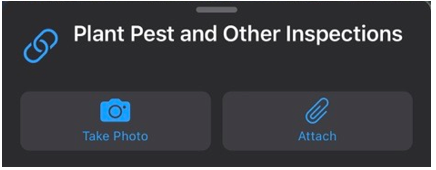 Plant Pest and Other Inspections
Take Photo
Attach